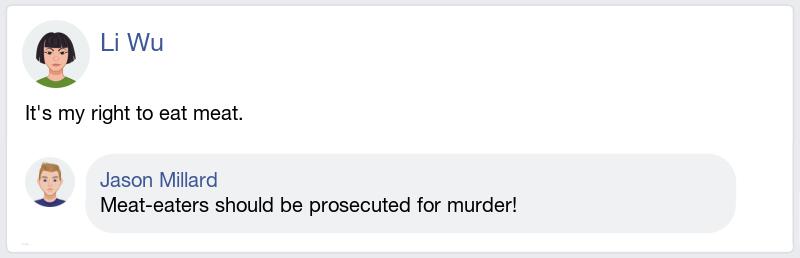 Li Wu
It's my right to eat meat.
Jason Millard
Meat-eaters should be prosecuted for murder!